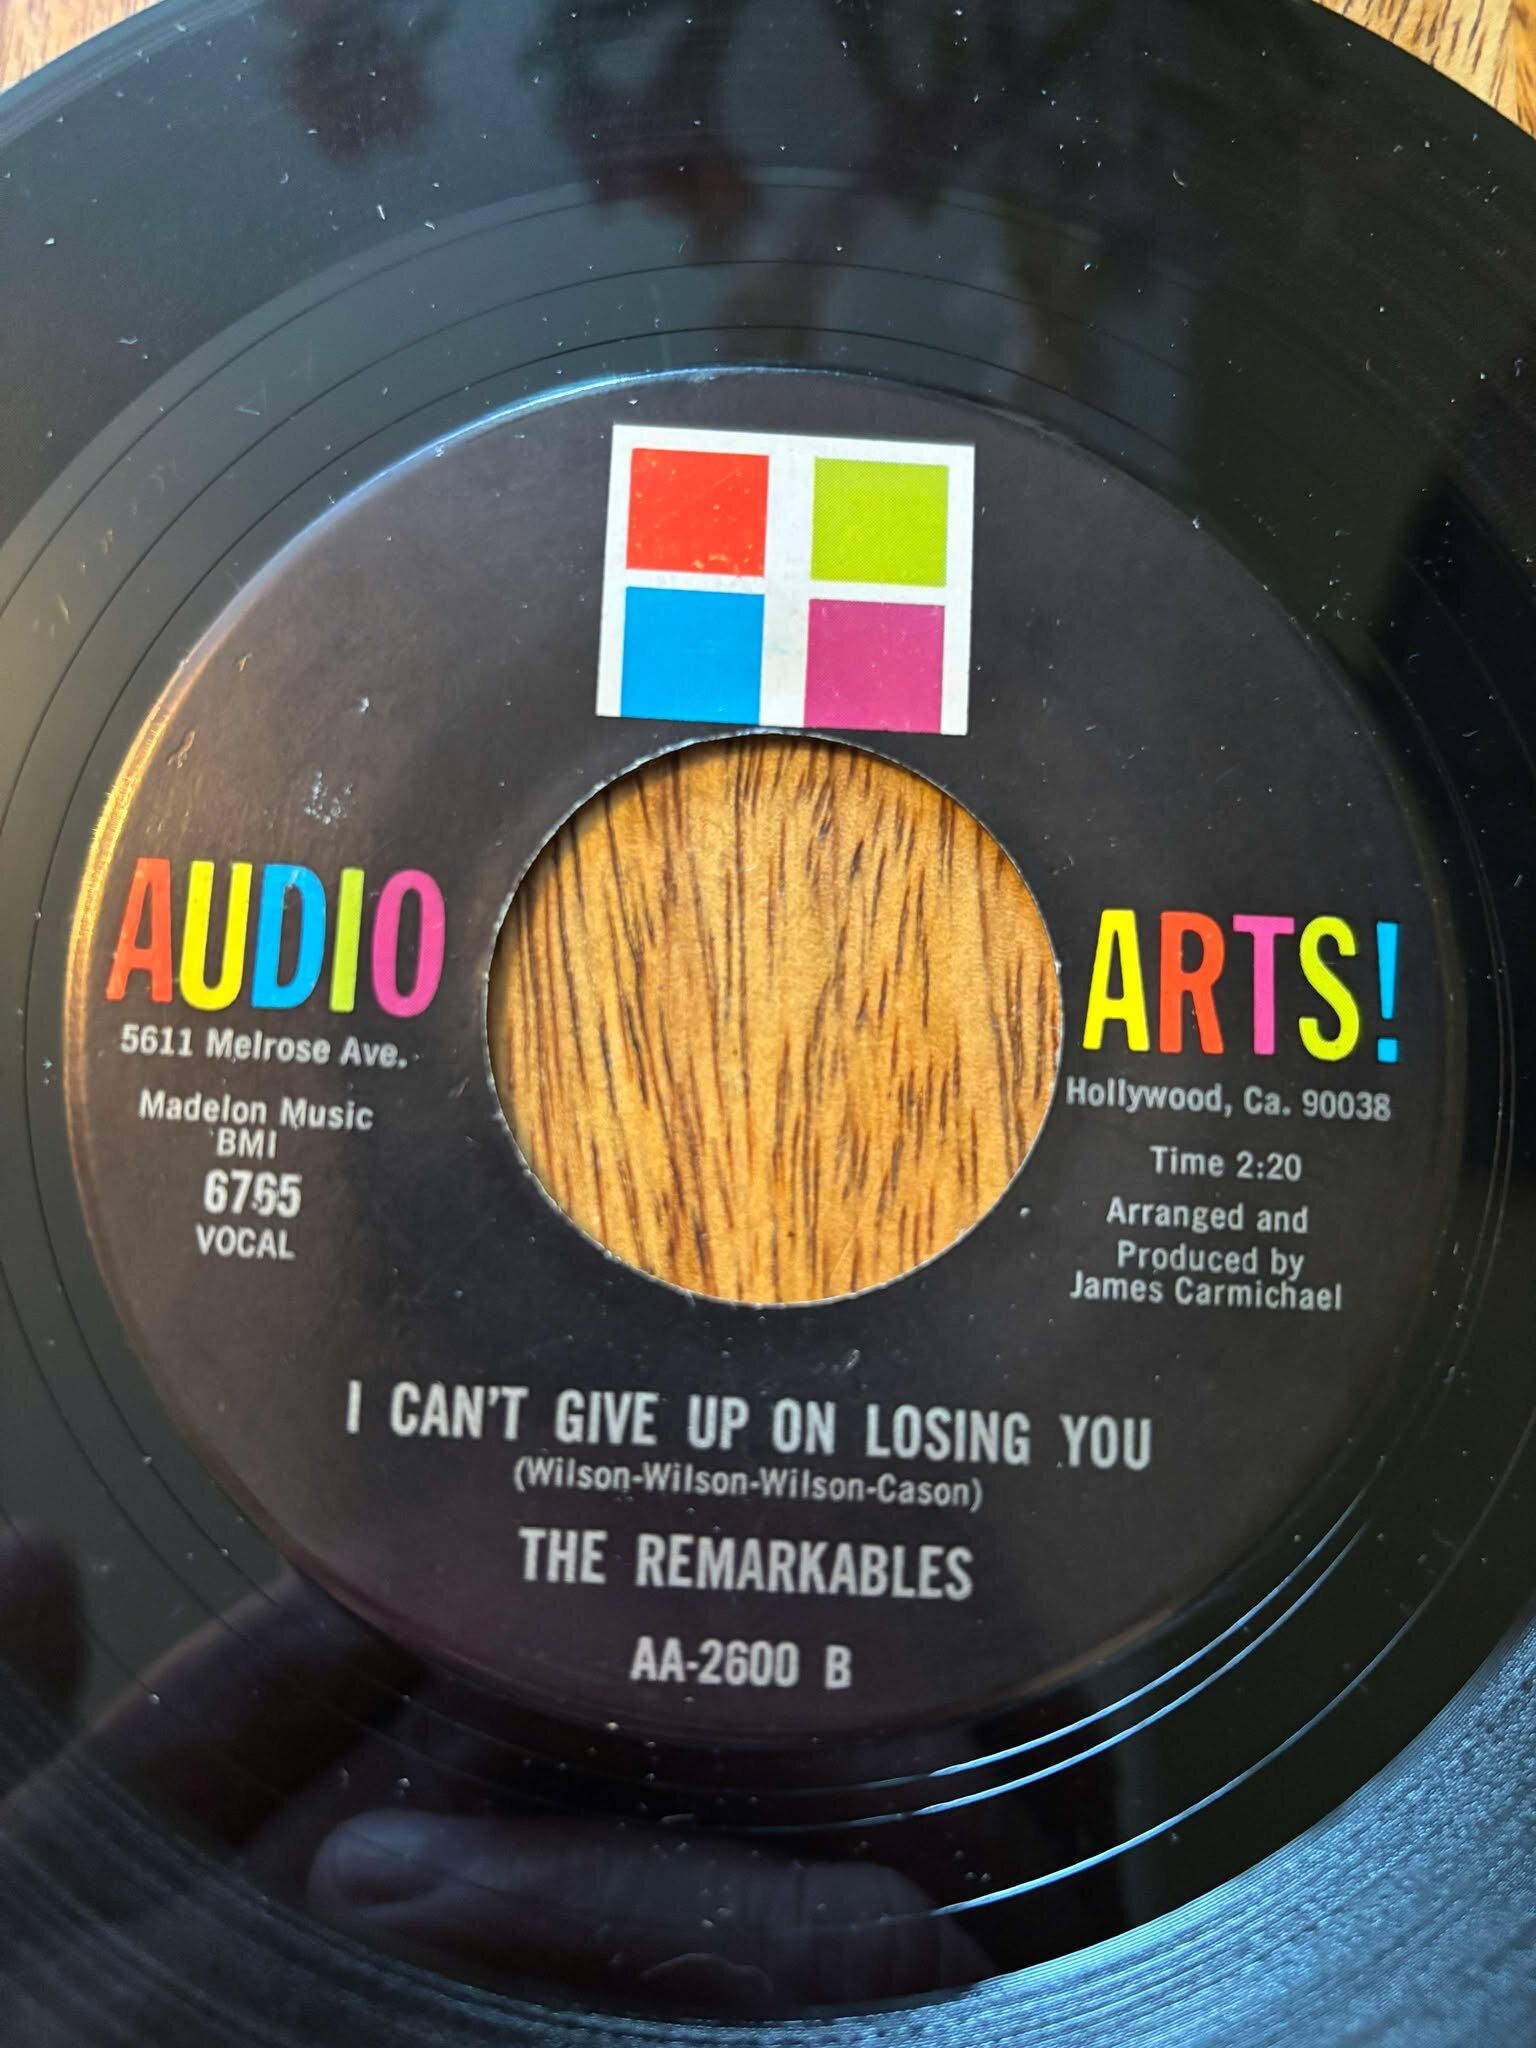 AUDIO ARTS!
5611 Melrose Ave.
Hollywood, Ca. 90038
Madelon Music
BMI
6765
VOCAL
Time 2:20
Arranged and
Produced by
James Carmichael
I CAN'T GIVE UP ON LOSING YOU
(Wilson-Wilson-Wilson-Cason)
THE REMARKABLES
AA-2600 B